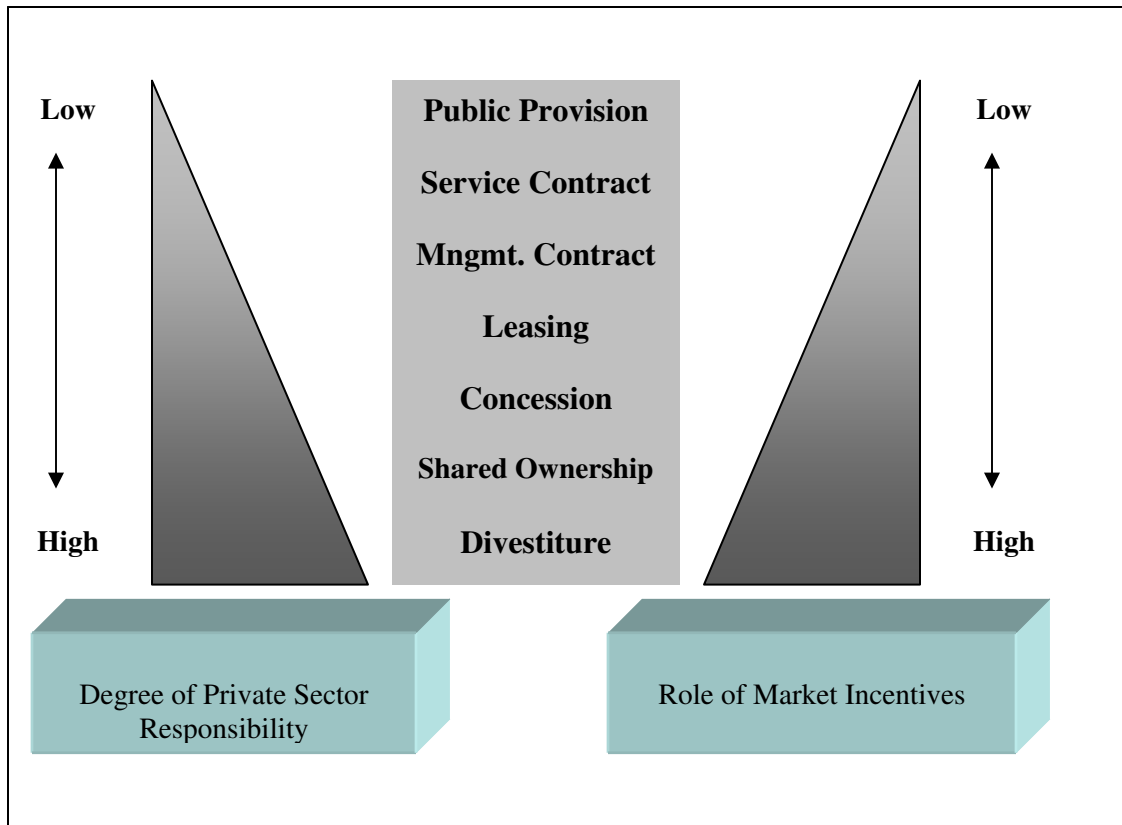 Low
High
Public Provision
Service Contract
Mngmt. Contract
Leasing
Concession
Shared Ownership
Divestiture
Low
High
Degree of Private Sector
Responsibility
Role of Market Incentives